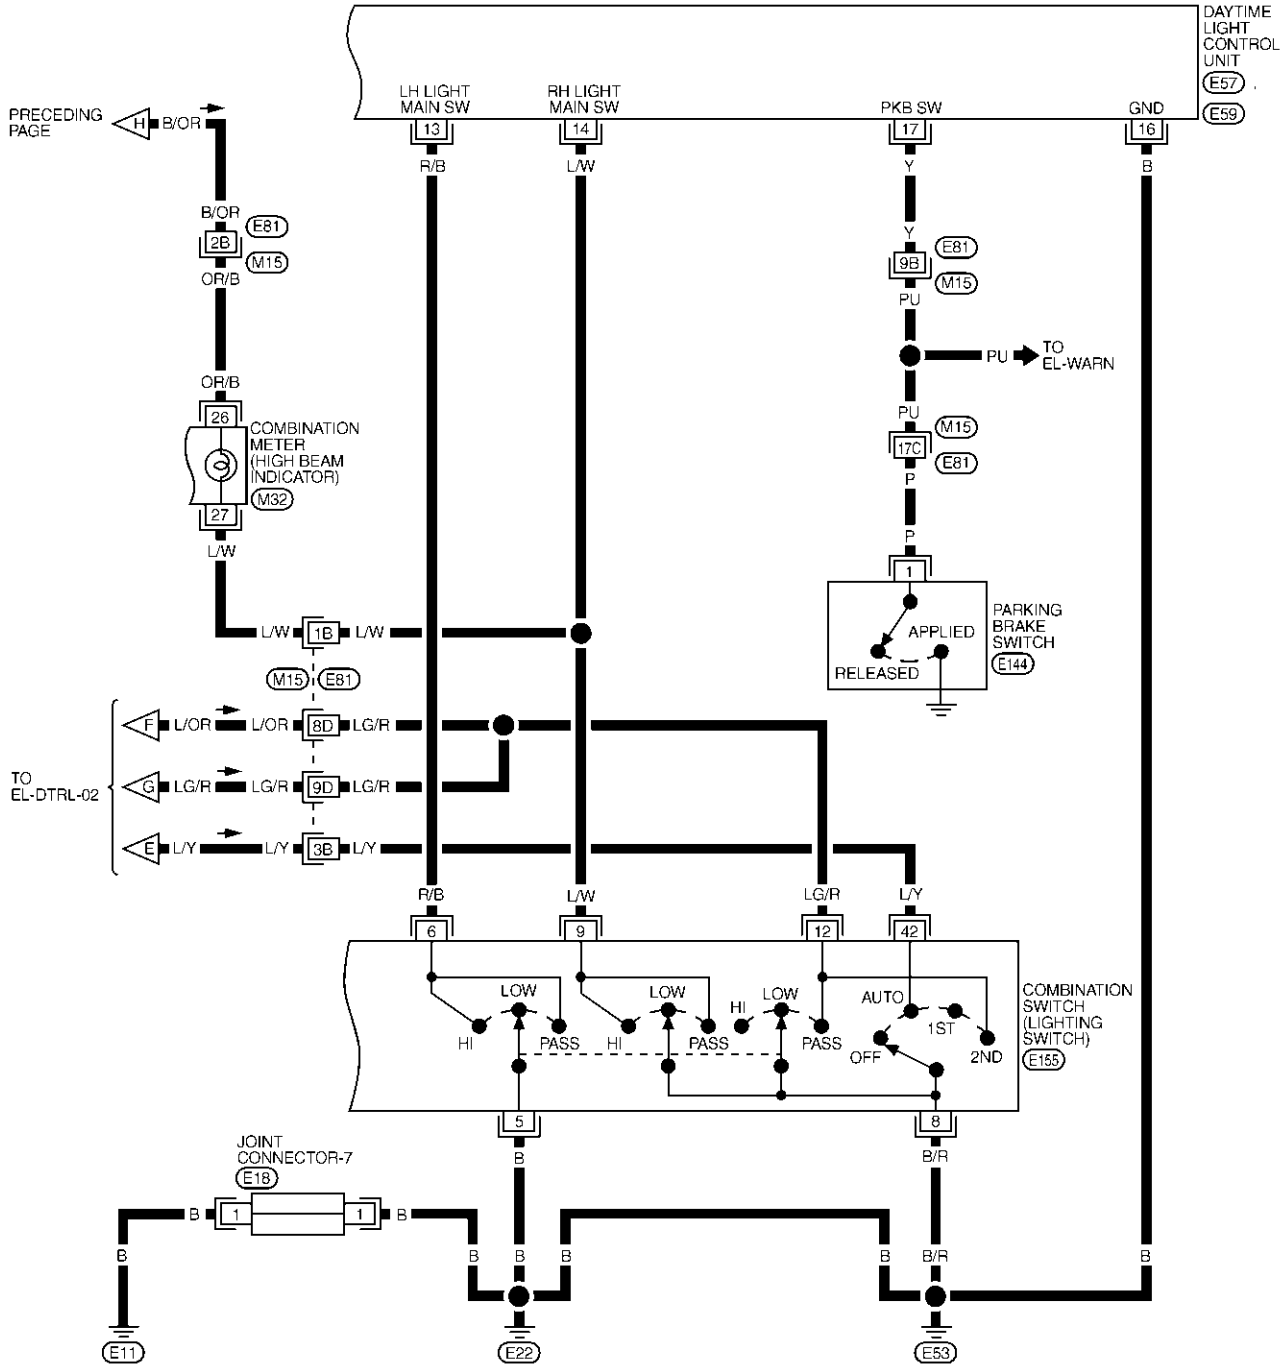 DAYTIME
LIGHT
CONTROL
UNIT
E57
E59
LH LIGHT
MAIN SW
RH LIGHT
MAIN SW
PKB SW
GND
13
14
17
16
PRECEDING
PAGE
H
B/OR
R/B
L/W
Y
B
B/OR
E81
2B
M15
OR/B
Y
E81
9B
M15
PU
PU
TO
EL-WARN
OR/B
26
COMBINATION
METER
(HIGH BEAM
INDICATOR)
M32
27
L/W
PU
M15
17C
E81
P
P
1
PARKING
BRAKE
SWITCH
E144
APPLIED
RELEASED
L/W
1B
L/W
M15
E81
TO
EL-DTRL-02
F
L/OR
L/OR
8D
LG/R
G
LG/R
LG/R
9D
LG/R
E
L/Y
L/Y
3B
L/Y
R/B
L/W
LG/R
L/Y
6
9
12
42
LOW
HI
PASS
LOW
HI
PASS
HI
LOW
PASS
AUTO
1ST
OFF
2ND
COMBINATION
SWITCH
(LIGHTING
SWITCH)
E155
5
8
B
B/R
JOINT
CONNECTOR-7
E18
B
1
1
B
B
B
B
B
B
B/R
B
E11
E22
E53